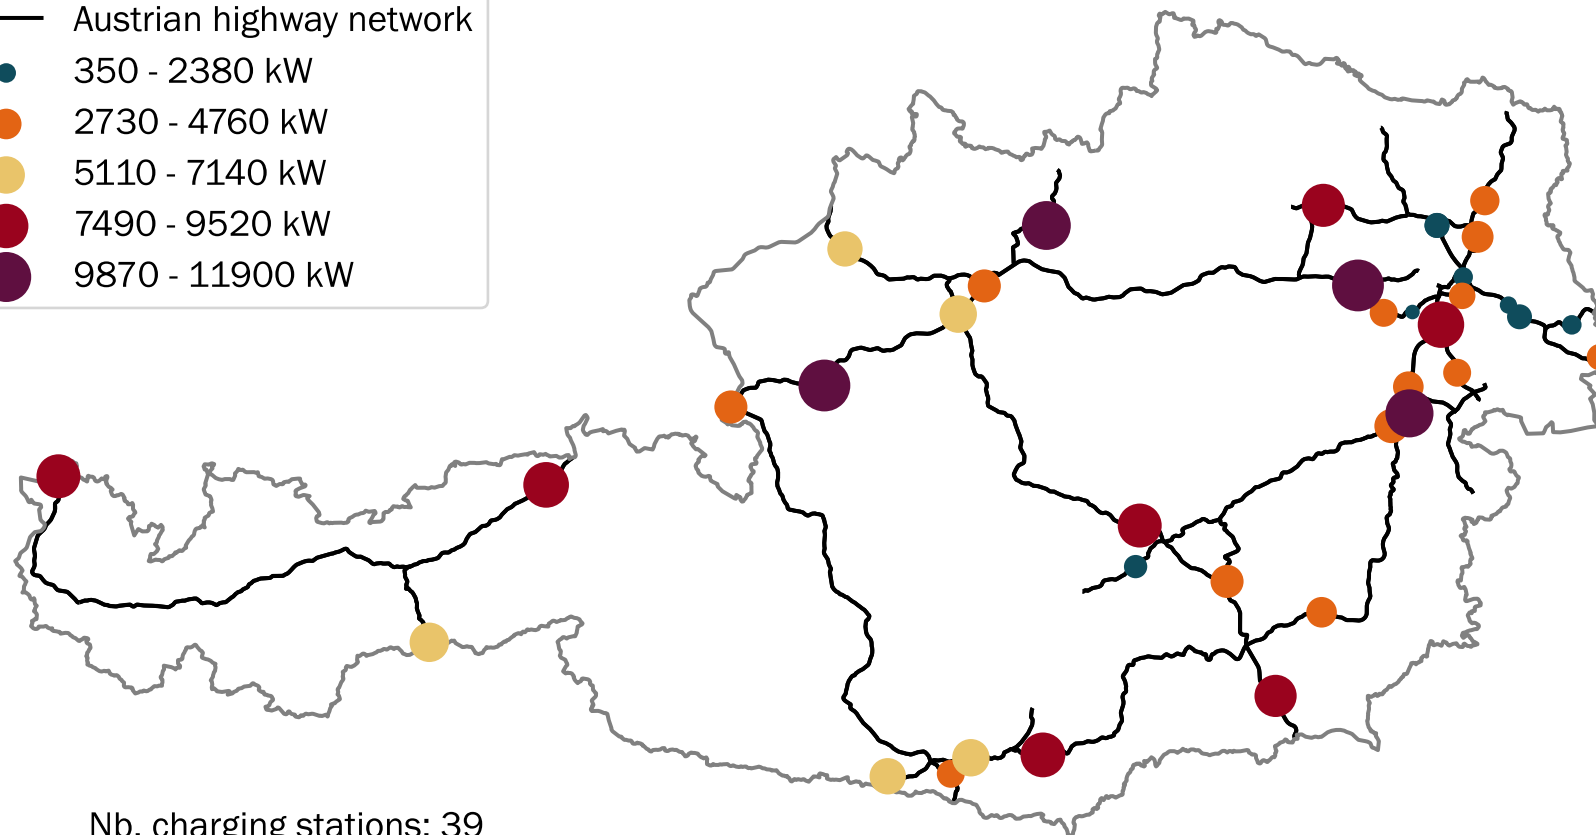 Austrian highway network
350 - 2380 kW
2730 - 4760 kW
5110 - 7140 kW
7490 - 9520 kW
9870 - 11900 kW
Nb. charging stations: 39